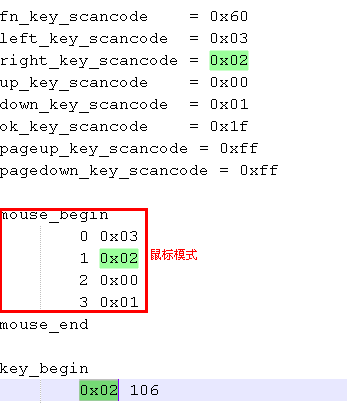 fn_key_scancode = 0x60
left_key_scancode = 0x03
right_key_scancode = 0x02
up_key_scancode = 0x00
down_key_scancode = 0x01
ok_key_scancode = 0x1f
pageup_key_scancode = 0xff
pagedown_key_scancode = 0xff
mouse_begin
0 0x03
1 0x02 鼠标模式
2 0x00
3 0x01
mouse_end
key_begin
0x02 106